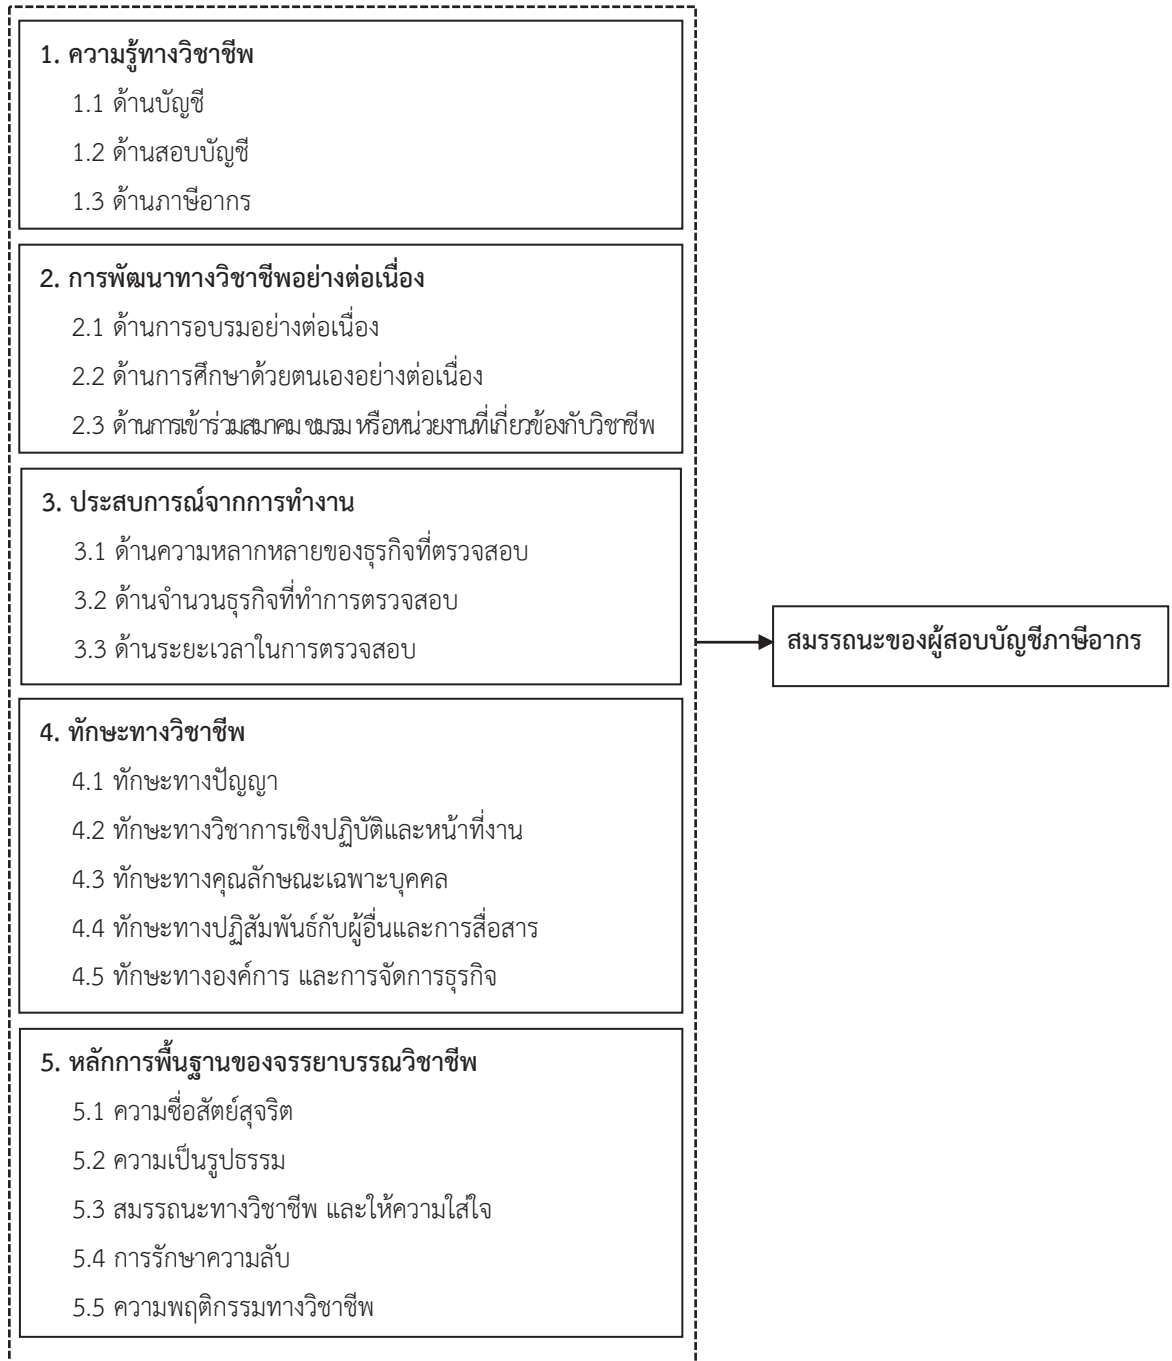 1. ความรู้ทางวิชาชีพ
1.1 ด้านบัญชี
1.2 ด้านสอบบัญชี
1.3 ด้านภาษีอากร
2. การพัฒนาทางวิชาชีพอย่างต่อเนื่อง
2.1 ด้านการอบรมอย่างต่อเนื่อง
2.2 ด้านการศึกษาด้วยตนเองอย่างต่อเนื่อง
2.3 ด้านการเข้าร่วมสมาคม ชมรม หรือหน่วยงานที่เกี่ยวข้องกับวิชาชีพ
3. ประสบการณ์จากการทำงาน
3.1 ด้านความหลากหลายของธุรกิจที่ตรวจสอบ
3.2 ด้านจำนวนธุรกิจที่ทำการตรวจสอบ
3.3 ด้านระยะเวลาในการตรวจสอบ
สมรรถนะของผู้สอบบัญชีภาษีอากร
4. ทักษะทางวิชาชีพ
4.1 ทักษะทางปัญญา
4.2 ทักษะทางวิชาการเชิงปฏิบัติและหน้าที่งาน
4.3 ทักษะทางคุณลักษณะเฉพาะบุคคล
4.4 ทักษะทางปฏิสัมพันธ์กับผู้อื่นและการสื่อสาร
4.5 ทักษะทางองค์การ และการจัดการธุรกิจ
5. หลักการพื้นฐานของจรรยาบรรณวิชาชีพ
5.1 ความซื่อสัตย์สุจริต
5.2 ความเป็นรูปธรรม
5.3 สมรรถนะทางวิชาชีพ และให้ความใส่ใจ
5.4 การรักษาความลับ
5.5 ความพฤติกรรมทางวิชาชีพ